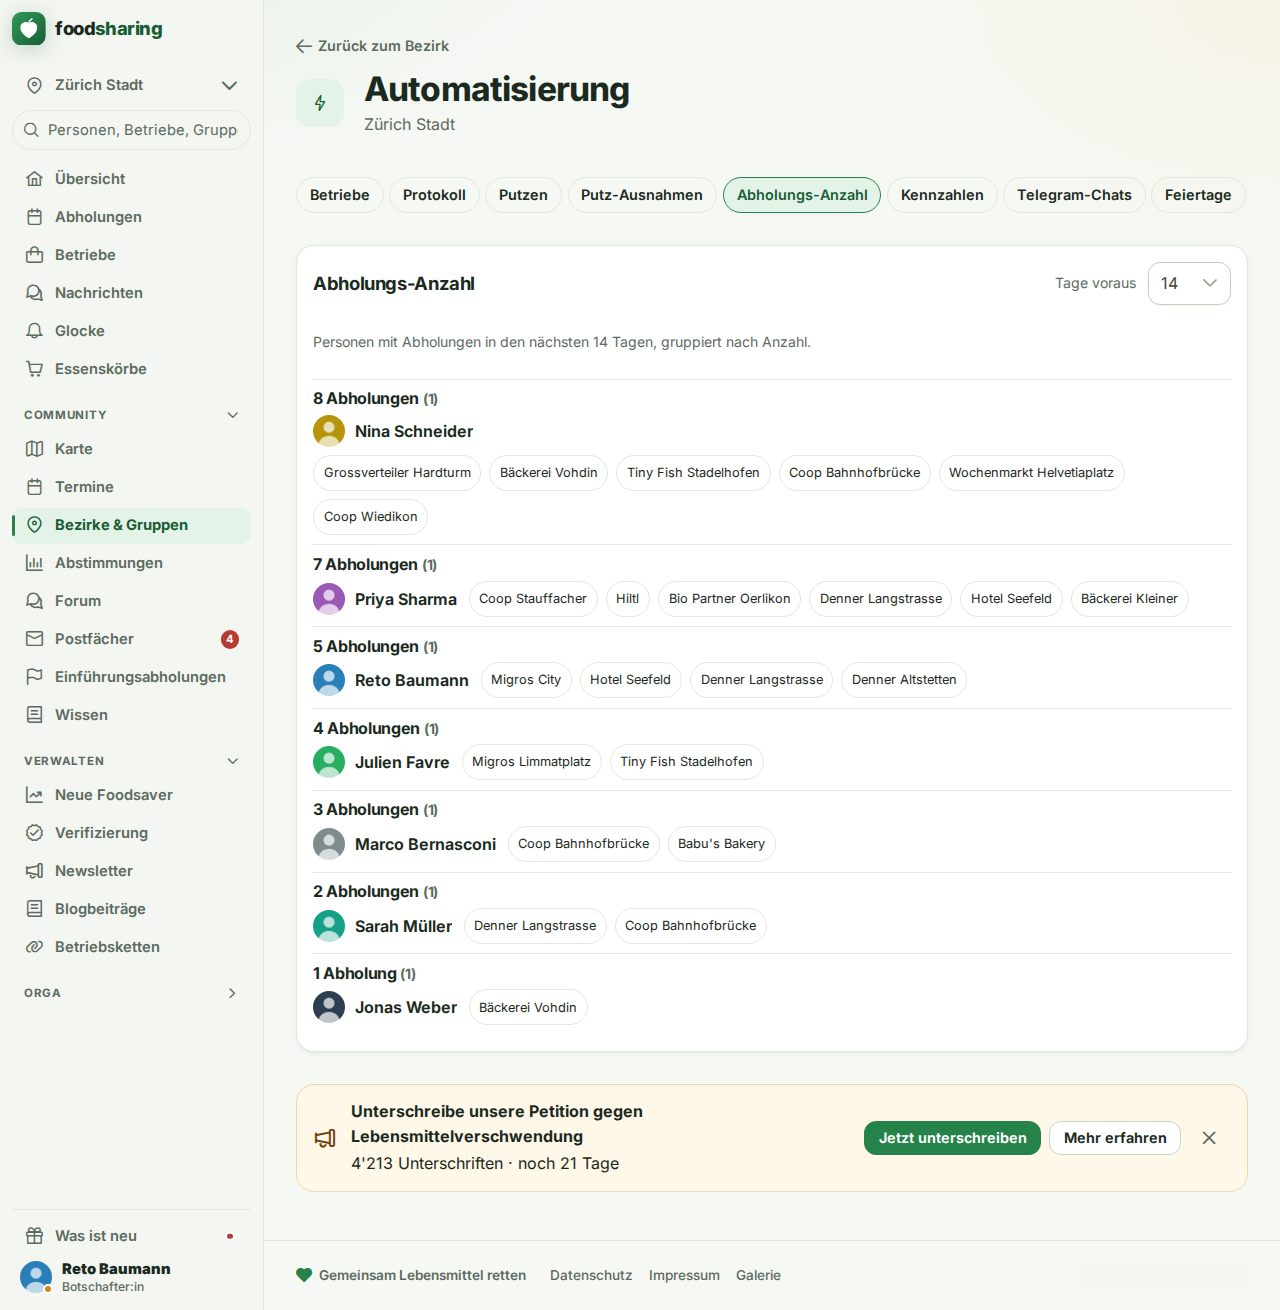 foodsharing
Zürich Stadt
Personen, Betriebe, Grupp
Übersicht
Abholungen
Betriebe
Nachrichten
Glocke
Essenskörbe
COMMUNITY
Karte
Termine
Bezirke & Gruppen
Abstimmungen
Forum
Postfächer 4
Einführungsabholungen
Wissen
VERWALTEN
Neue Foodsaver
Verifizierung
Newsletter
Blogbeiträge
Betriebsketten
ORGA
Was ist neu
Reto Baumann
Botschafter:in
Zurück zum Bezirk
Automatisierung
Zürich Stadt
Betriebe Protokoll Putzen Putz-Ausnahmen Abholungs-Anzahl Kennzahlen Telegram-Chats Feiertage
Abholungs-Anzahl Tage voraus 14
Personen mit Abholungen in den nächsten 14 Tagen, gruppiert nach Anzahl.
8 Abholungen (1)
Nina Schneider
Grossverteiler Hardturm Bäckerei Vohdin Tiny Fish Stadelhofen Coop Bahnhofbrücke Wochenmarkt Helvetiaplatz
Coop Wiedikon
7 Abholungen (1)
Priya Sharma Coop Stauffacher Hiltl Bio Partner Oerlikon Denner Langstrasse Hotel Seefeld Bäckerei Kleiner
5 Abholungen (1)
Reto Baumann Migros City Hotel Seefeld Denner Langstrasse Denner Altstetten
4 Abholungen (1)
Julien Favre Migros Limmatplatz Tiny Fish Stadelhofen
3 Abholungen (1)
Marco Bernasconi Coop Bahnhofbrücke Babu's Bakery
2 Abholungen (1)
Sarah Müller Denner Langstrasse Coop Bahnhofbrücke
1 Abholung (1)
Jonas Weber Bäckerei Vohdin
Unterschreibe unsere Petition gegen
Lebensmittelverschwendung
4'213 Unterschriften · noch 21 Tage
Jetzt unterschreiben Mehr erfahren
Gemeinsam Lebensmittel retten Datenschutz Impressum Galerie